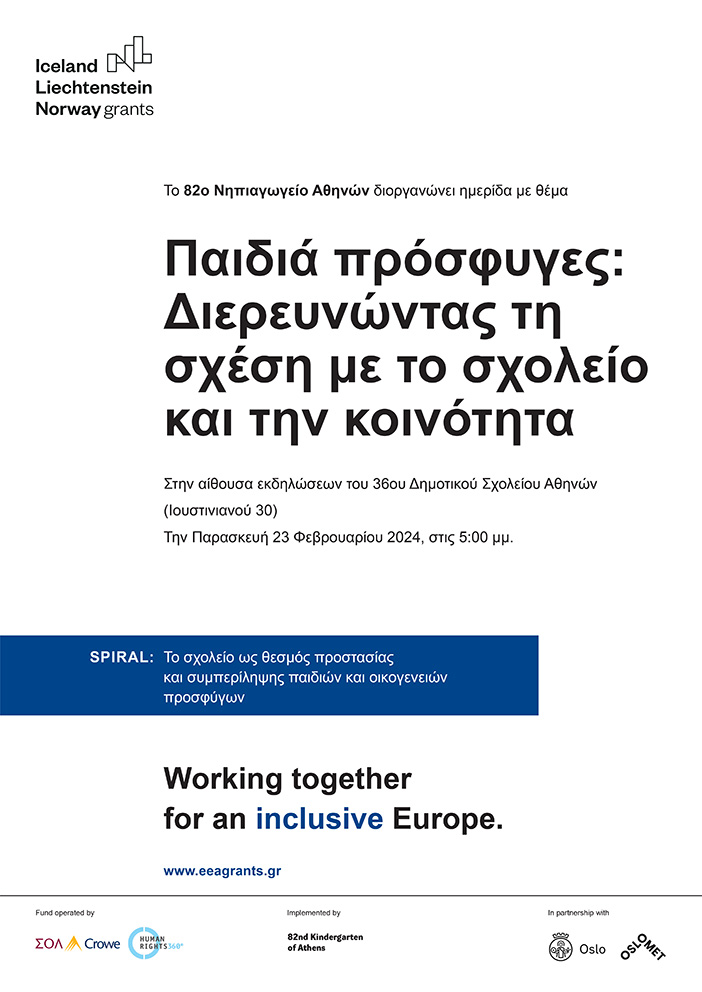 Iceland
Liechtenstein
Norway grants
Το 82ο Νηπιαγωγείο Αθηνών διοργανώνει ημερίδα με θέμα
Παιδιά πρόσφυγες:
Διερευνώντας τη
σχέση με το σχολείο
και την κοινότητα
Στην αίθουσα εκδηλώσεων του 36ου Δημοτικού Σχολείου Αθηνών
(Ιουστινιανού 30)
Την Παρασκευή 23 Φεβρουαρίου 2024, στις 5:00 μμ.
SPIRAL: Το σχολείο ως θεσμός προστασίας
και συμπερίληψης παιδιών και οικογενειών
προσφύγων
Working together
for an inclusive Europe.
www.eeagrants.gr
Fund operated by
ΣΟΛ Crowe
HUMAN
RIGHTS360°
Implemented by
82nd Kindergarten
of Athens
In partnership with
Oslo
OSLOMET